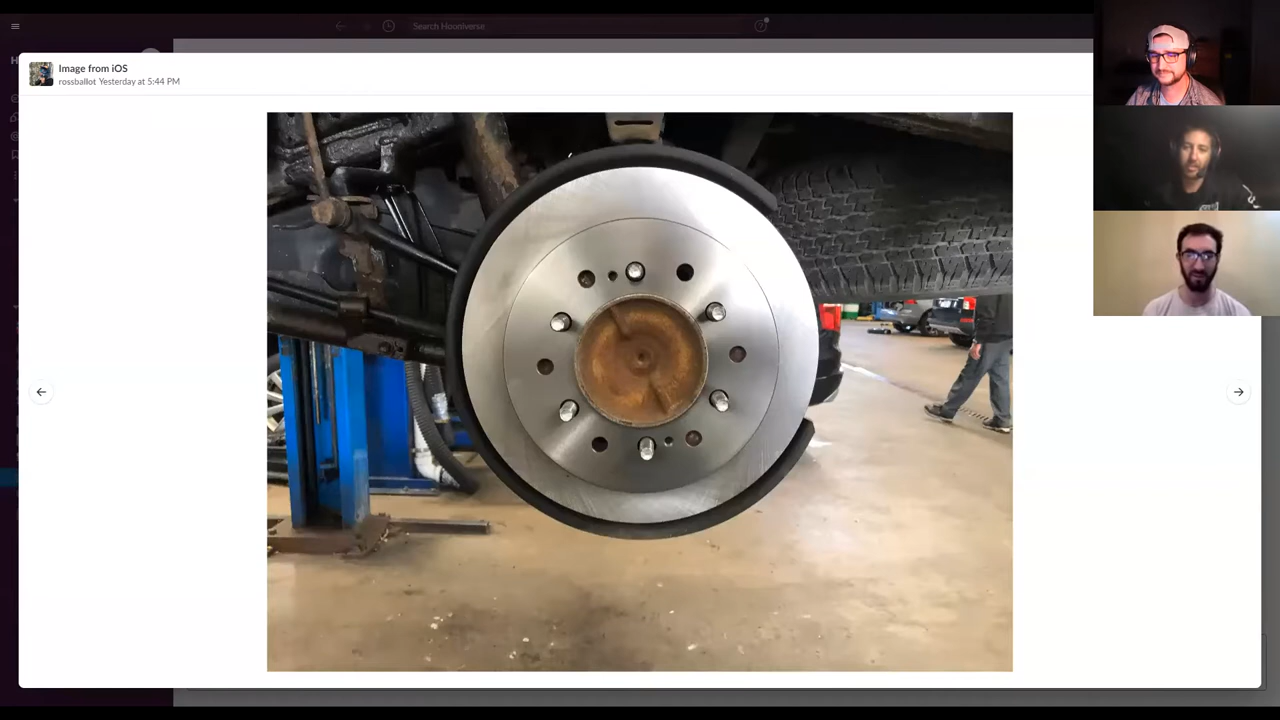 Search Hooniverse
H
Image from iOS
rossballot Yesterday at 5:44 PM